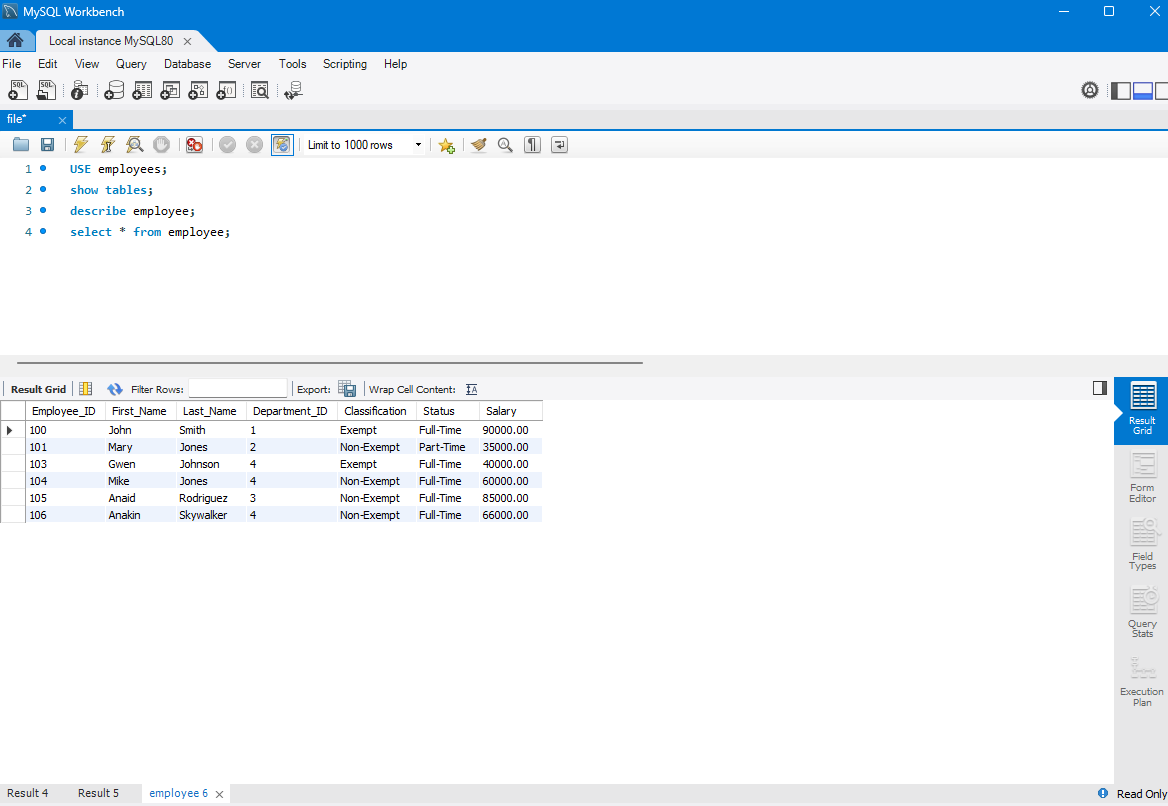 MySQL Workbench
Local instance MySQL80
File Edit View Query Database Server Tools Scripting Help
file*
Limit to 1000 rows
1 USE employees;
2 show tables;
3 describe employee;
4 select * from employee;
Result Grid Filter Rows: Export: Wrap Cell Content:
Employee_ID First_Name Last_Name Department_ID Classification Status Salary
100 John Smith 1 Exempt Full-Time 90000.00
101 Mary Jones 2 Non-Exempt Part-Time 35000.00
103 Gwen Johnson 4 Exempt Full-Time 40000.00
104 Mike Jones 4 Non-Exempt Full-Time 60000.00
105 Anaid Rodriguez 3 Non-Exempt Full-Time 85000.00
106 Anakin Skywalker 4 Non-Exempt Full-Time 66000.00
Result
Grid
Form
Editor
Field
Types
Query
Stats
Execution
Plan
Result 4 Result 5 employee 6 Read Only